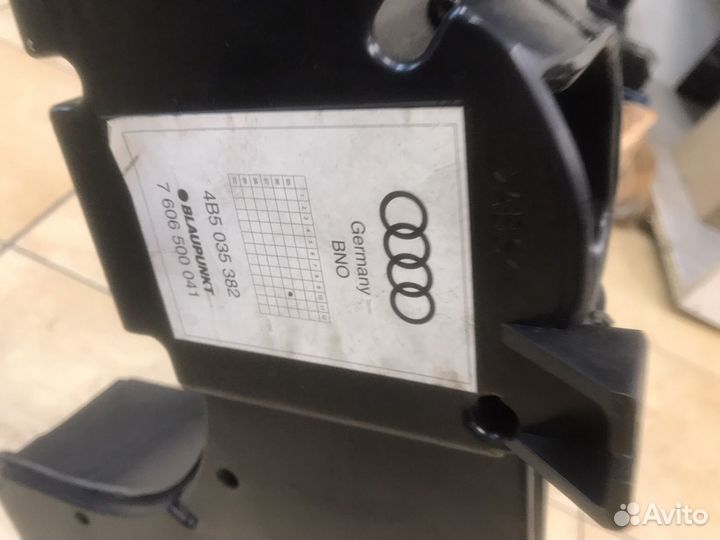 Germany
BNO
4B5 035 382
BLAUPUNKT
7 606 500 041
Avito